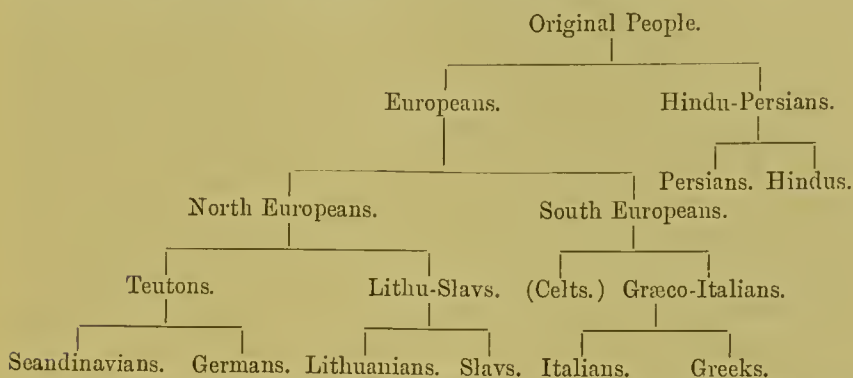 Original People.
Europeans. Hindu-Persians.
Persians. Hindus.
North Europeans. South Europeans.
Teutons. Lithu-Slavs. (Celts.) Græco-Italians.
Seandinavians. Germans. Lithuanians. Slavs. Italians. Greeks.